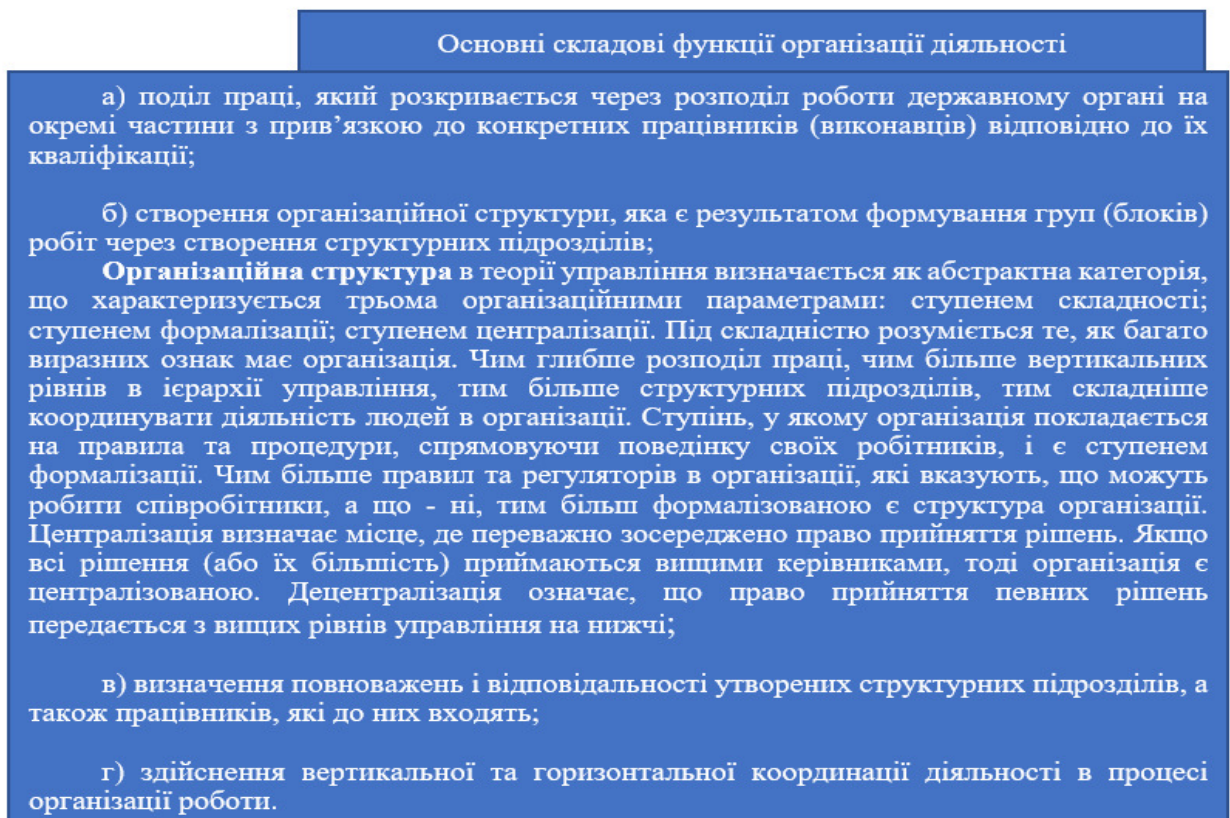 Основні складові функції організації діяльності
а) поділ праці, який розкривається через розподіл роботи державному органі на
окремі частини з прив’язкою до конкретних працівників (виконавців) відповідно до їх
кваліфікації;
б) створення організаційної структури, яка є результатом формування груп (блоків)
робіт через створення структурних підрозділів;
Організаційна структура в теорії управління визначається як абстрактна категорія,
що характеризується трьома організаційними параметрами: ступенем складності;
ступенем формалізації; ступенем централізації. Під складністю розуміється те, як багато
виразних ознак має організація. Чим глибше розподіл праці, чим більше вертикальних
рівнів в ієрархії управління, тим більше структурних підрозділів, тим складніше
координувати діяльність людей в організації. Ступінь, у якому організація покладається
на правила та процедури, спрямовуючи поведінку своїх робітників, і є ступенем
формалізації. Чим більше правил та регуляторів в організації, які вказують, що можуть
робити співробітники, а що - ні, тим більш формалізованою є структура організації.
Централізація визначає місце, де переважно зосереджено право прийняття рішень. Якщо
всі рішення (або їх більшість) приймаються вищими керівниками, тоді організація є
централізованою. Децентралізація означає, що право прийняття певних рішень
передається з вищих рівнів управління на нижчі;
в) визначення повноважень і відповідальності утворених структурних підрозділів, а
також працівників, які до них входять;
г) здійснення вертикальної та горизонтальної координації діяльності в процесі
організації роботи.